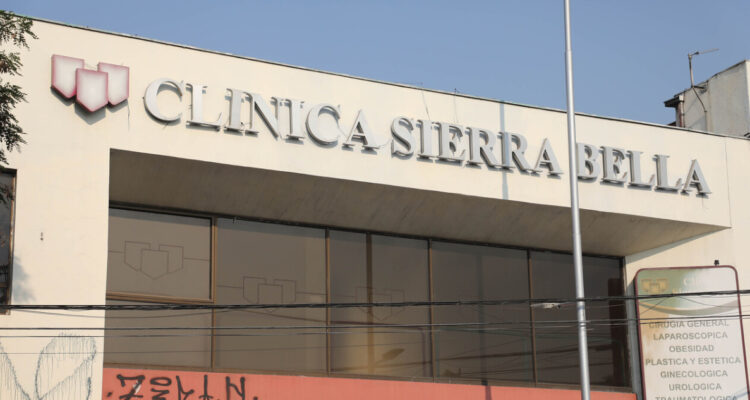 CLINICA SIERRA BELLA
CIRUGIA GENERAL
LAPAROSCOPICA
OBESIDAD
PLASTICA Y ESTETICA
GINECOLOGICA
UROLOGICA
TRAUMATOLOGICA